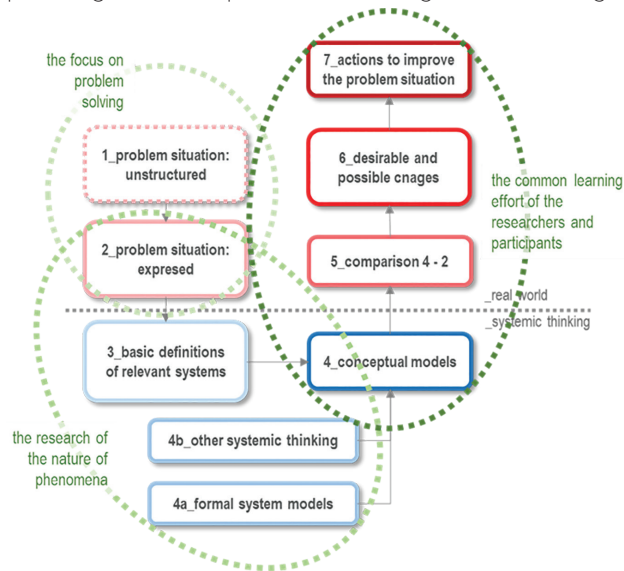 the focus on
problem
solving
7_actions to improve
the problem situation
1_problem situation:
unstructured
6_desirable and
possible cnages
the common learning
effort of the
researchers and
participants
2_problem situation:
expresed
5_comparison 4 - 2
_real world
_systemic thinking
3_basic definitions
of relevant systems
4_conceptual models
the research of
the nature of
phenomena
4b_other systemic thinking
4a_formal system models